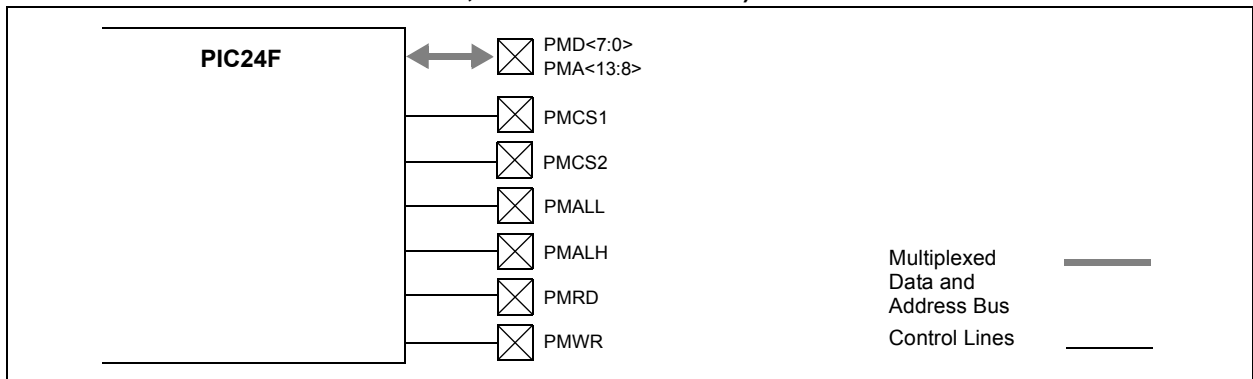 PIC24F
PMD<7:0>
PMA<13:8>
PMCS1
PMCS2
PMALL
PMALH
PMRD
PMWR
Multiplexed
Data and
Address Bus
Control Lines